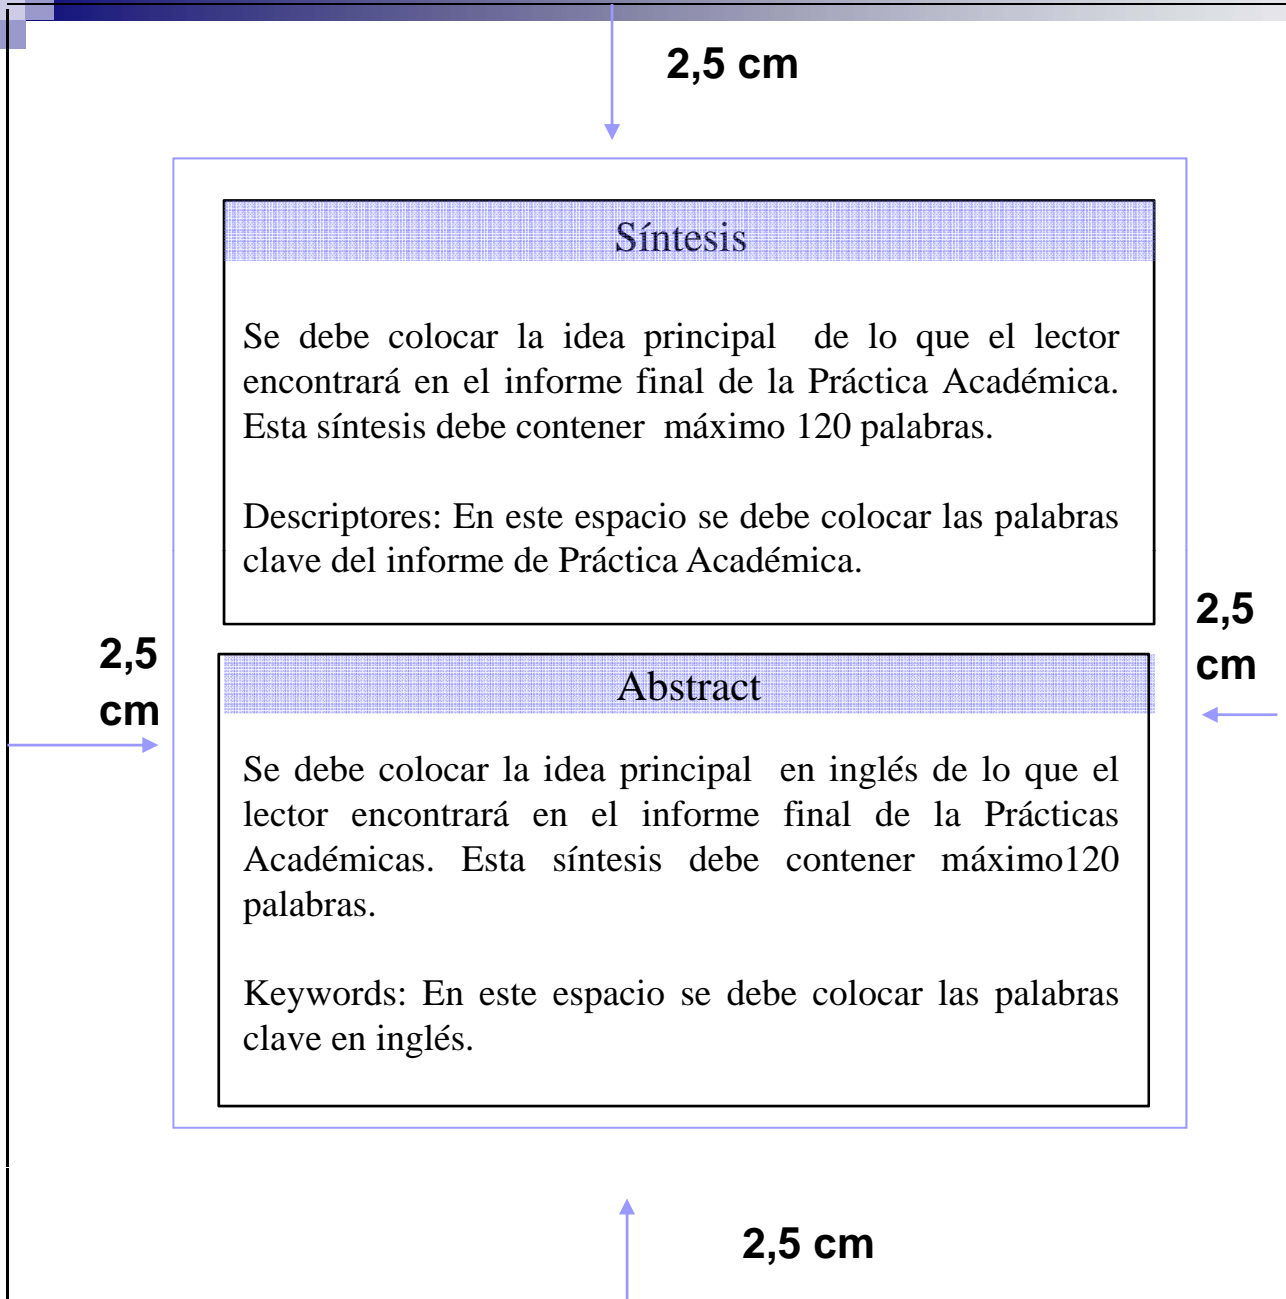 2,5 cm
Síntesis
Se debe colocar la idea principal de lo que el lector
encontrará en el informe final de la Práctica Académica.
Esta síntesis debe contener máximo 120 palabras.
Descriptores: En este espacio se debe colocar las palabras
clave del informe de Práctica Académica.
2,5
cm
2,5
cm
Abstract
Se debe colocar la idea principal en inglés de lo que el
lector encontrará en el informe final de la Prácticas
Académicas. Esta síntesis debe contener máximo120
palabras.
Keywords: En este espacio se debe colocar las palabras
clave en inglés.
2,5 cm